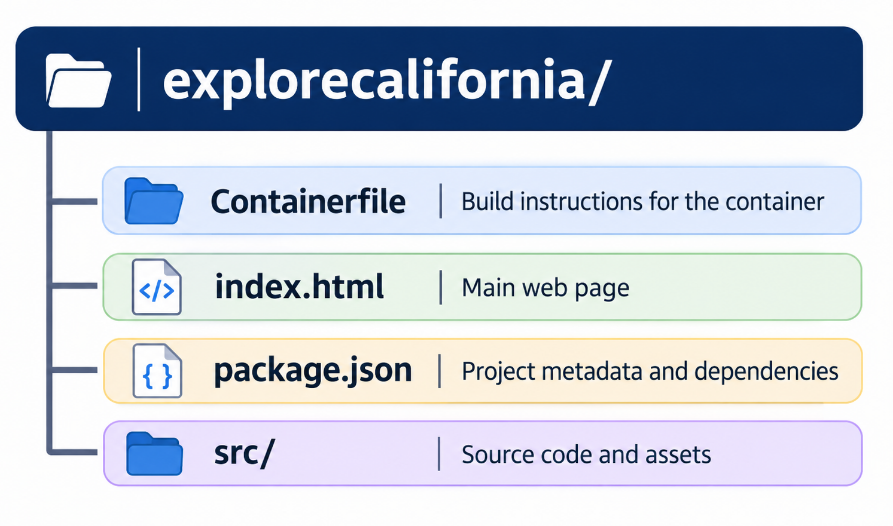 explorecalifornia/
Containerfile | Build instructions for the container
</> index.html | Main web page
{ } package.json | Project metadata and dependencies
src/ | Source code and assets